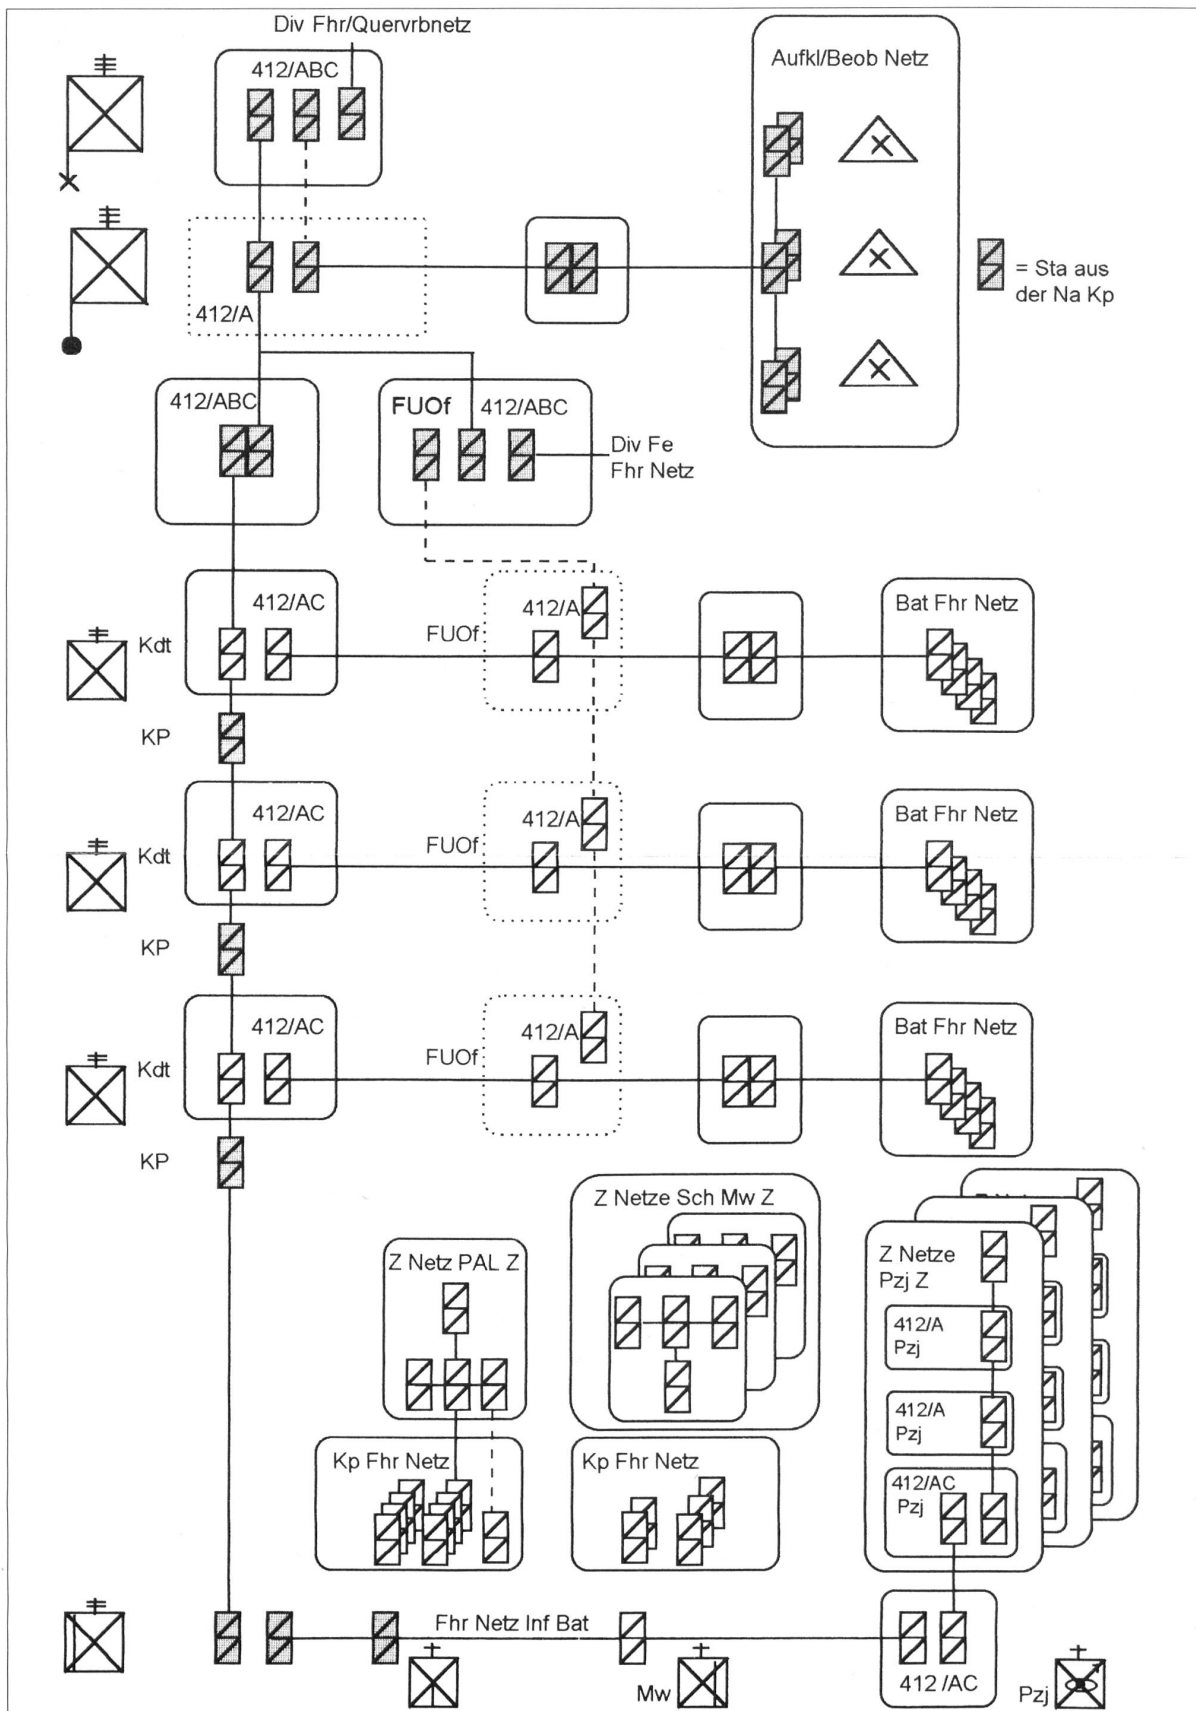 Div Fhr/Quervrbnetz
412/ABC
Aufkl/Beob Netz
= Sta aus
der Na Kp
412/A
412/ABC
FUOf
412/ABC
Div Fe
Fhr Netz
412/AC
Kdt
FUOf
412/A
Bat Fhr Netz
KP
412/AC
Kdt
FUOf
412/A
Bat Fhr Netz
KP
412/AC
Kdt
FUOf
412/A
Bat Fhr Netz
KP
Z Netze Sch Mw Z
Z Netz PAL Z
Z Netze
Pzj Z
412/A
Pzj
412/A
Pzj
Kp Fhr Netz
Kp Fhr Netz
412/AC
Pzj
Fhr Netz Inf Bat
412 /AC
Mw
Pzj